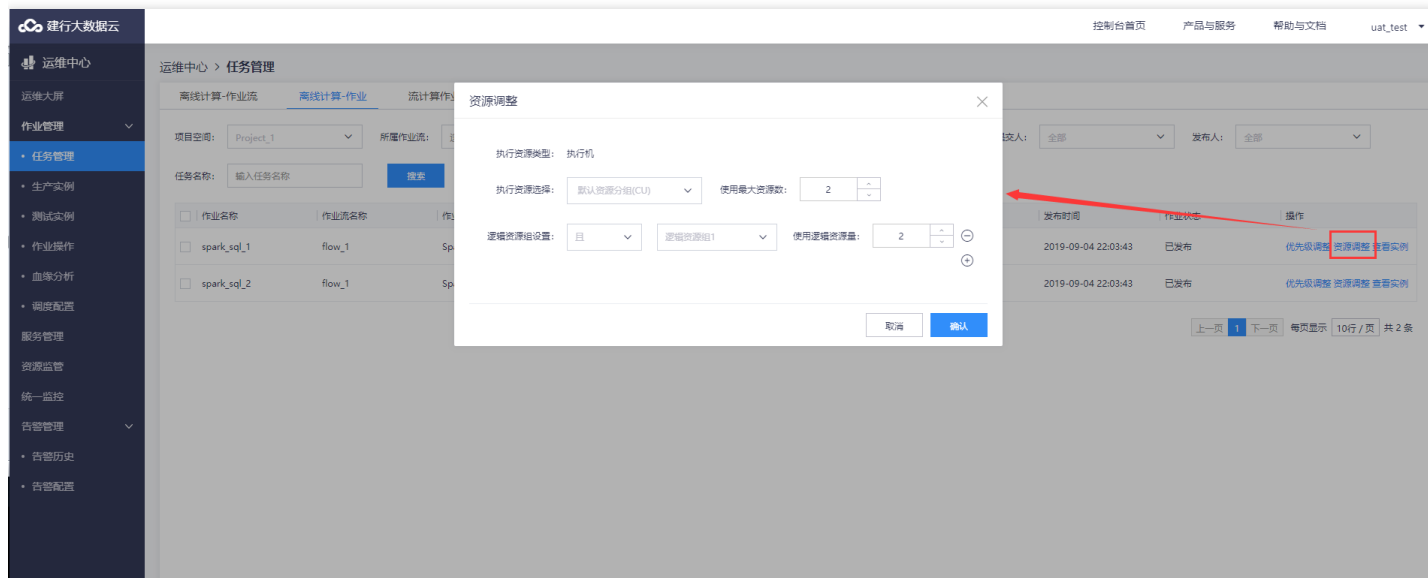 建行大数据云
控制台首页 产品与服务 帮助与文档 uat_test
运维中心
运维中心 > 任务管理
运维大屏
作业管理
• 任务管理
• 生产实例
• 测试实例
• 作业操作
• 血缘分析
• 调度配置
服务管理
资源监管
统一监控
告警管理
• 告警历史
• 告警配置
离线计算-作业流 离线计算-作业 流计算作
项目空间: Project_1 所属作业流: 交人: 全部 发布人: 全部
任务名称: 输入任务名称 搜索
作业名称 作业流名称 作 发布时间 作业状态 操作
spark_sql_1 flow_1 Spa 2019-09-04 22:03:43 已发布 优先级调整 资源调整 查看实例
spark_sql_2 flow_1 Sp 2019-09-04 22:03:43 已发布 优先级调整 资源调整 查看实例
上一页 1 下一页 每页显示 10行 / 页 共 2 条
资源调整
执行资源类型: 执行机
执行资源选择: 默认资源分组(CU) 使用最大资源数: 2
逻辑资源组设置: 且 逻辑资源组1 使用逻辑资源量: 2
取消 确认